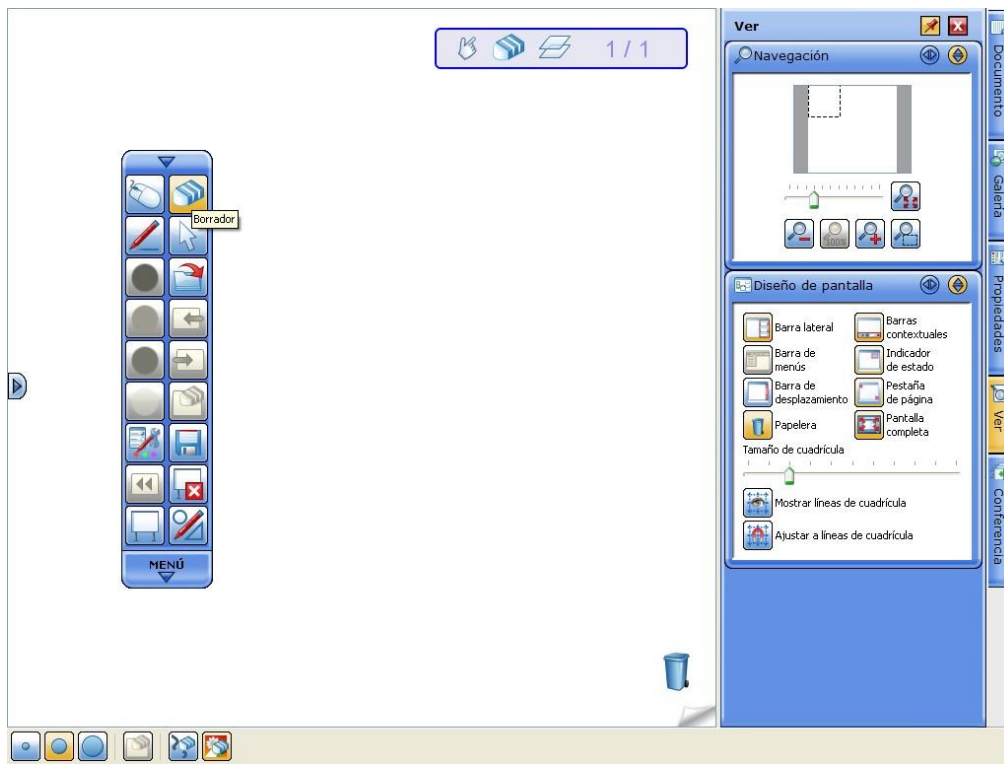 1 / 1
Borrador
MENÚ
Ver
Navegación
100%
Diseño de pantalla
Barra lateral
Barras
contextuales
Barra de
menús
Indicador
de estado
Barra de
desplazamiento
Pestaña
de página
Papelera
Pantalla
completa
Tamaño de cuadrícula
Mostrar líneas de cuadrícula
Ajustar a líneas de cuadrícula
Documento
Galería
Propiedades
Ver
Conferencia